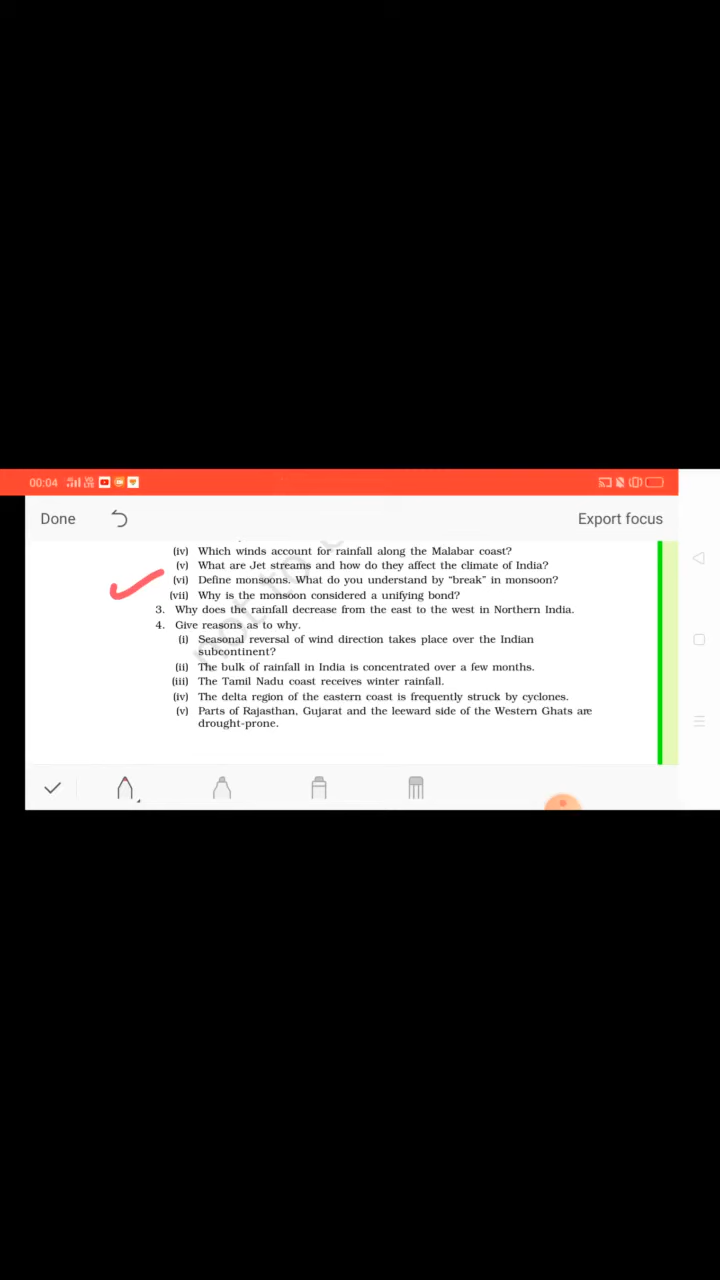 00:04
Done
Export focus
(iv) Which winds account for rainfall along the Malabar coast?
(v) What are Jet streams and how do they affect the climate of India?
(vi) Define monsoons. What do you understand by “break” in monsoon?
(vii) Why is the monsoon considered a unifying bond?
3. Why does the rainfall decrease from the east to the west in Northern India.
4. Give reasons as to why.
(i) Seasonal reversal of wind direction takes place over the Indian
subcontinent?
(ii) The bulk of rainfall in India is concentrated over a few months.
(iii) The Tamil Nadu coast receives winter rainfall.
(iv) The delta region of the eastern coast is frequently struck by cyclones.
(v) Parts of Rajasthan, Gujarat and the leeward side of the Western Ghats are
drought-prone.
not to